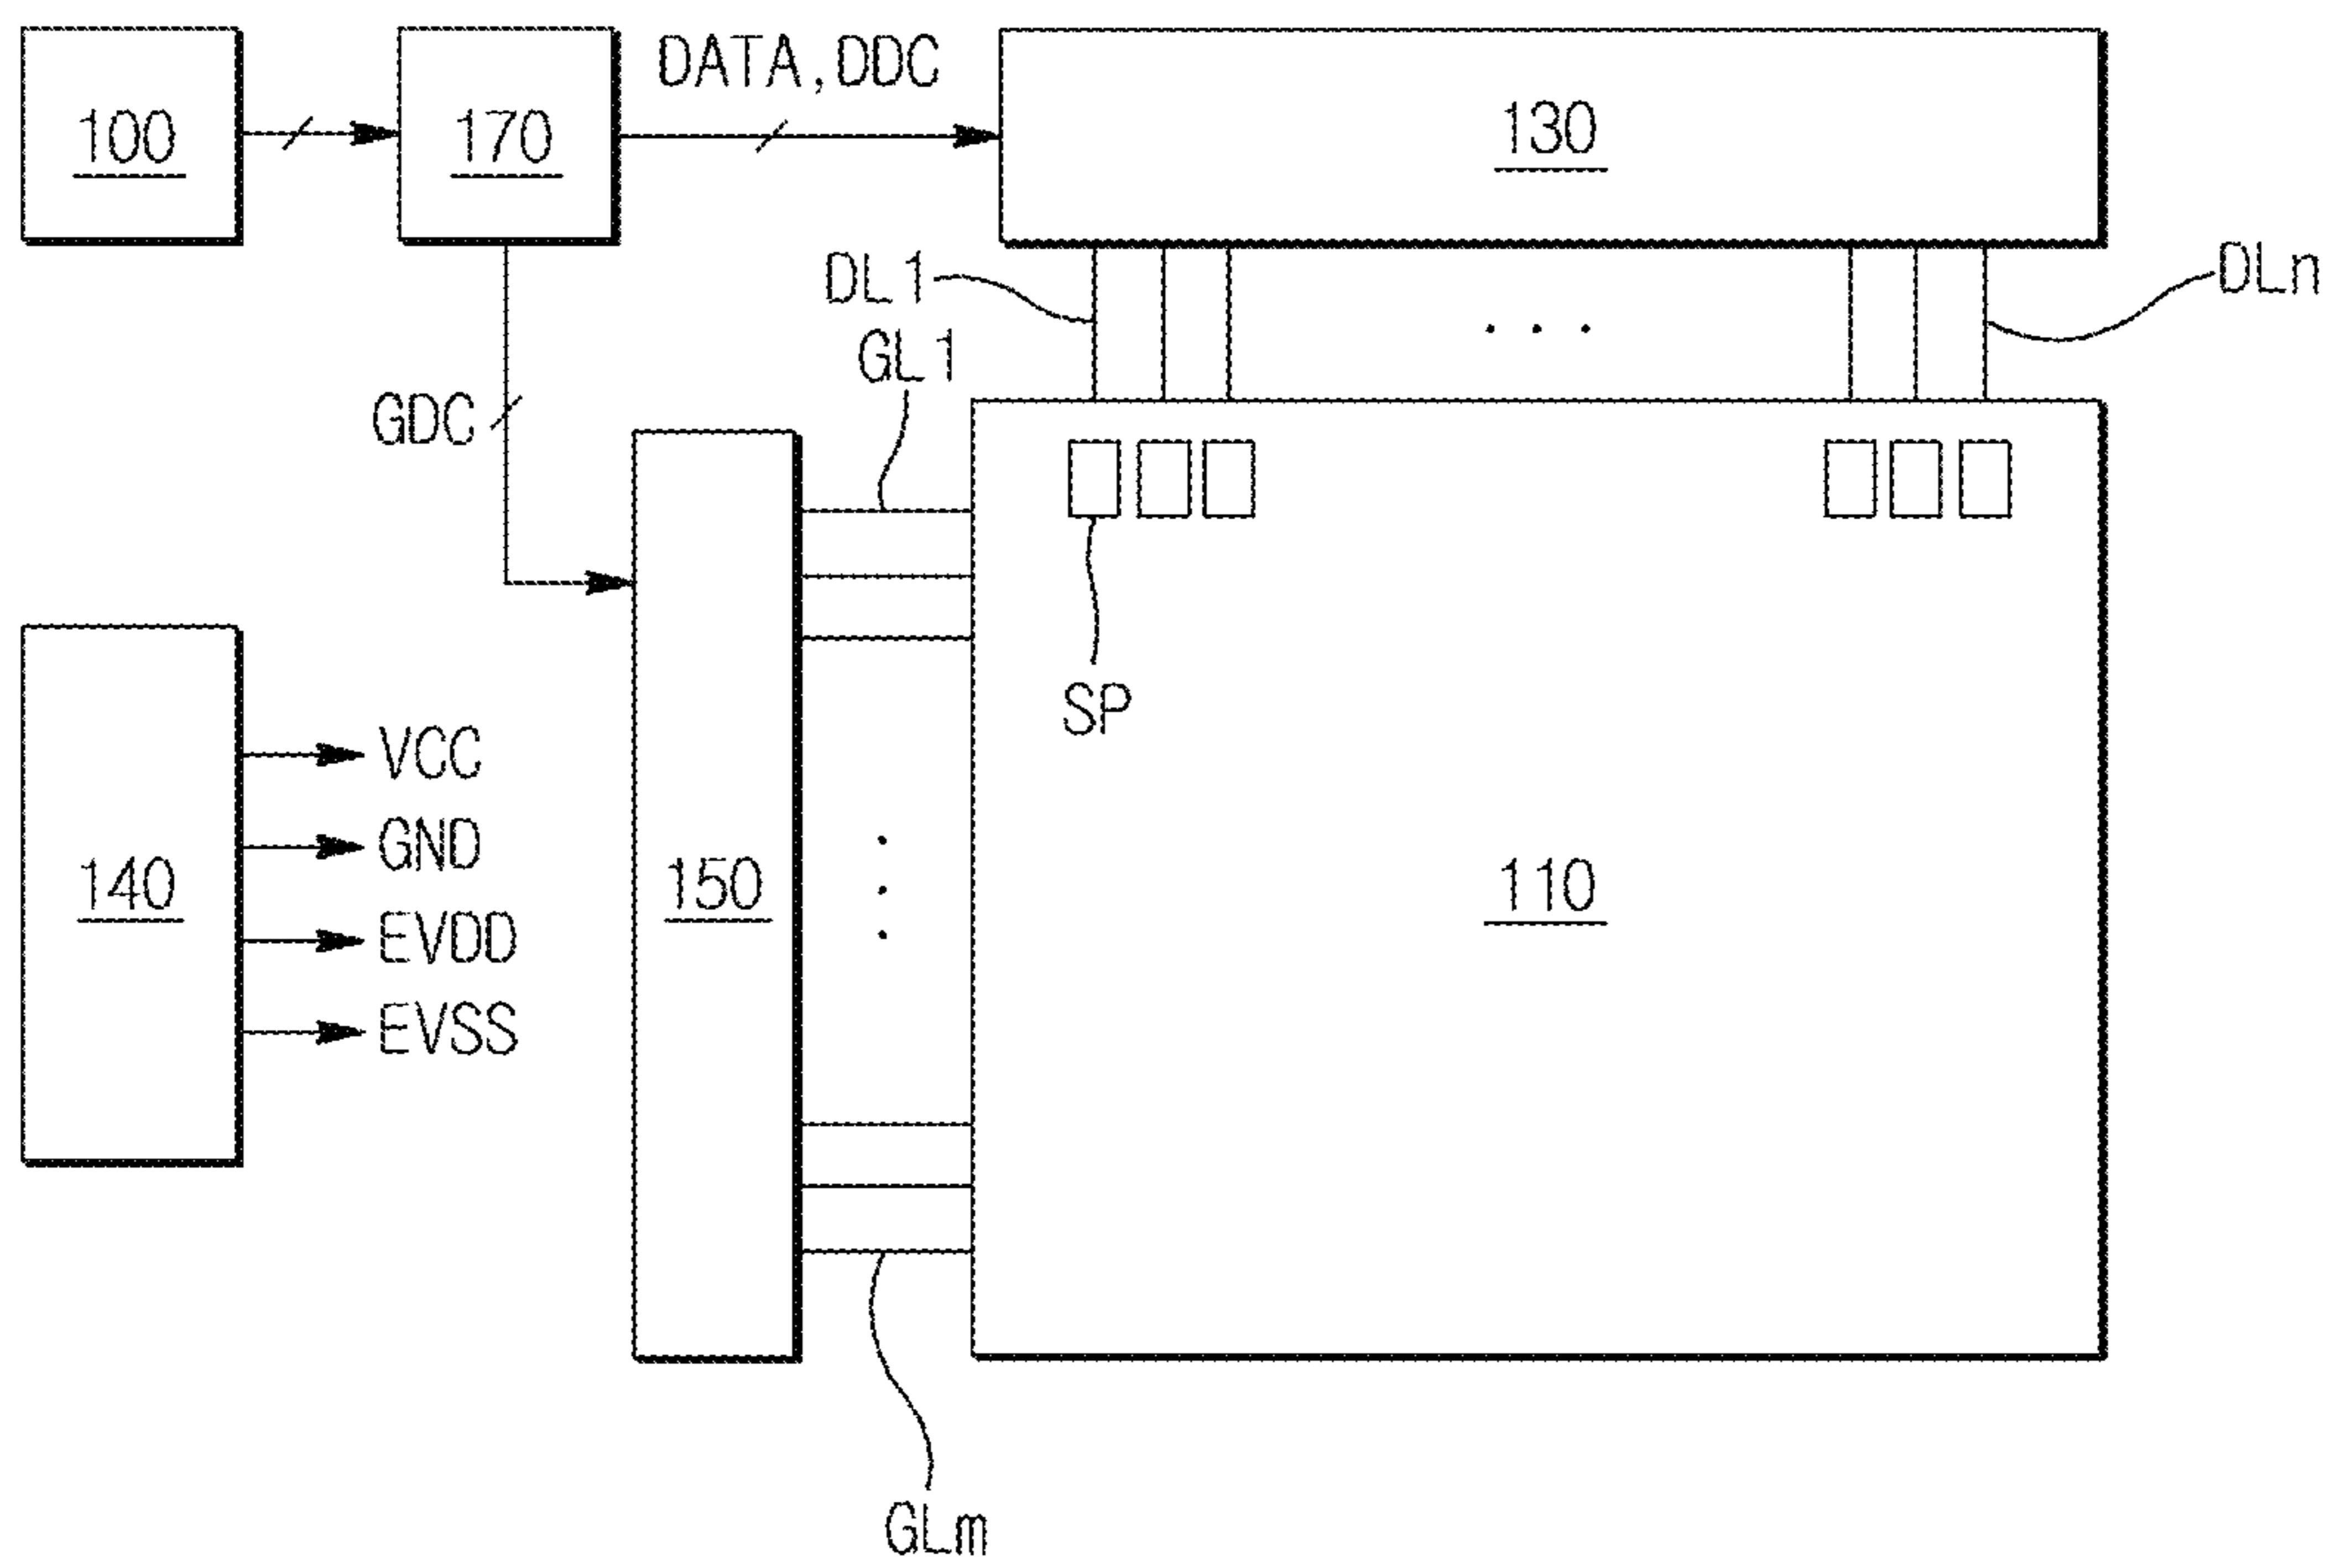 100
170
DATA,DDC
130
DL1
DLn
GL1
GDC
SP
VCC
GND
140
EVDD
EVSS
150
110
GLm